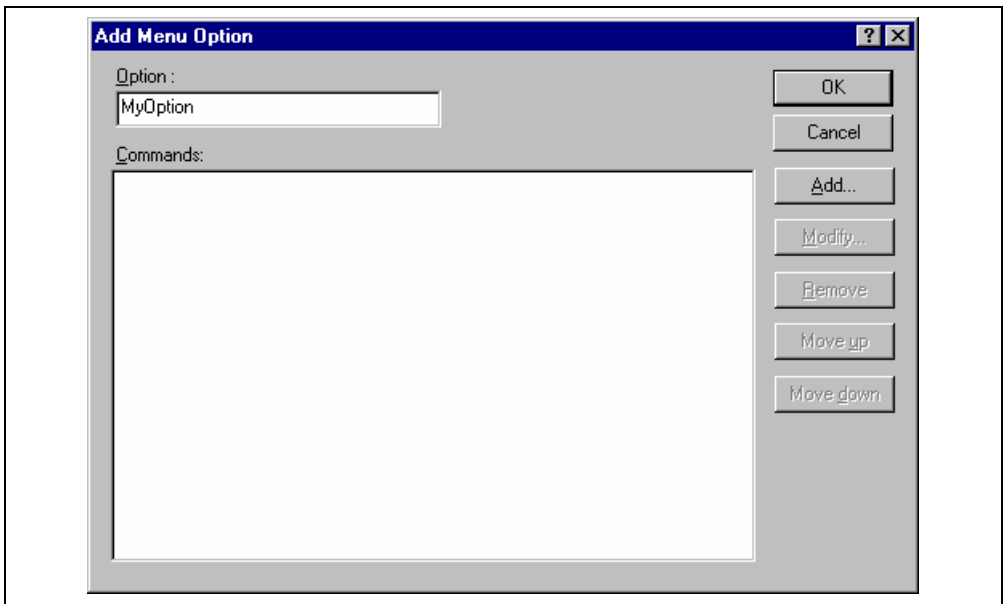 Add Menu Option
Option :
MyOption
Commands:
OK
Cancel
Add...
Modify...
Remove
Move up
Move down